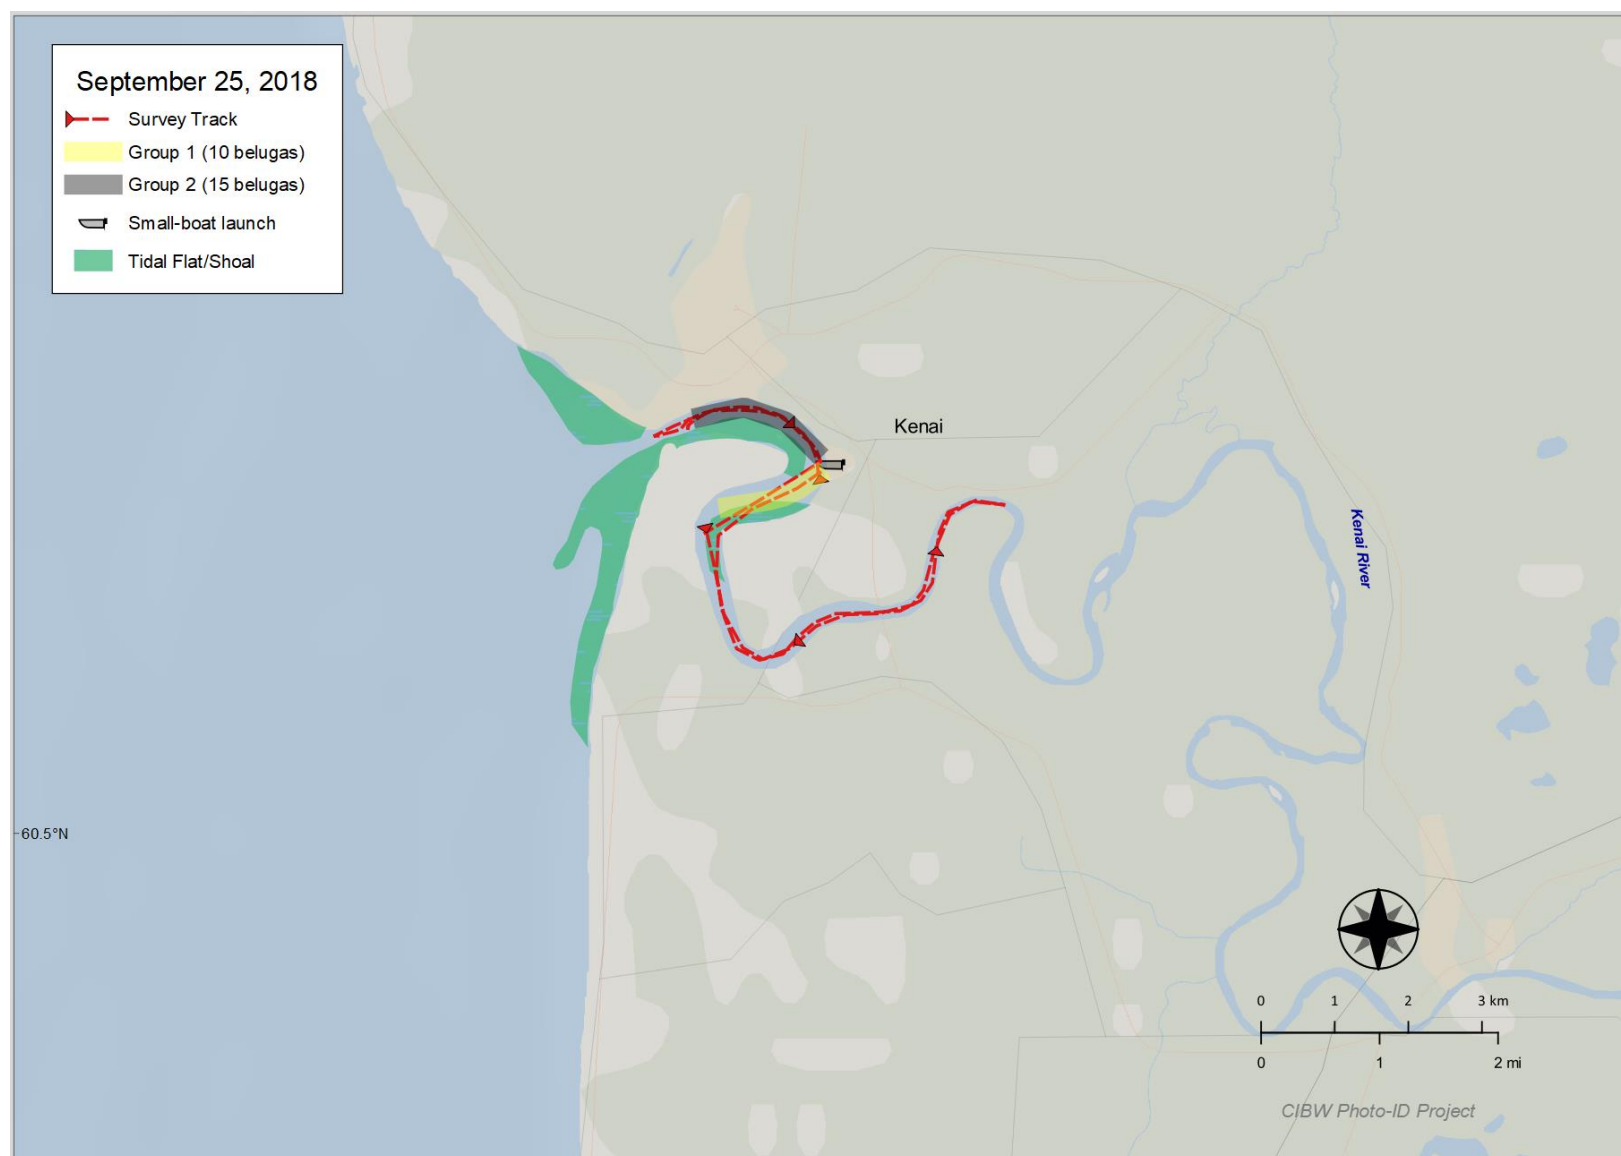 September 25, 2018
Survey Track
Group 1 (10 belugas)
Group 2 (15 belugas)
Small-boat launch
Tidal Flat/Shoal
Kenai
Kenai River
60.5°N
0 1 2 3 km
0 1 2 mi
CIBW Photo-ID Project